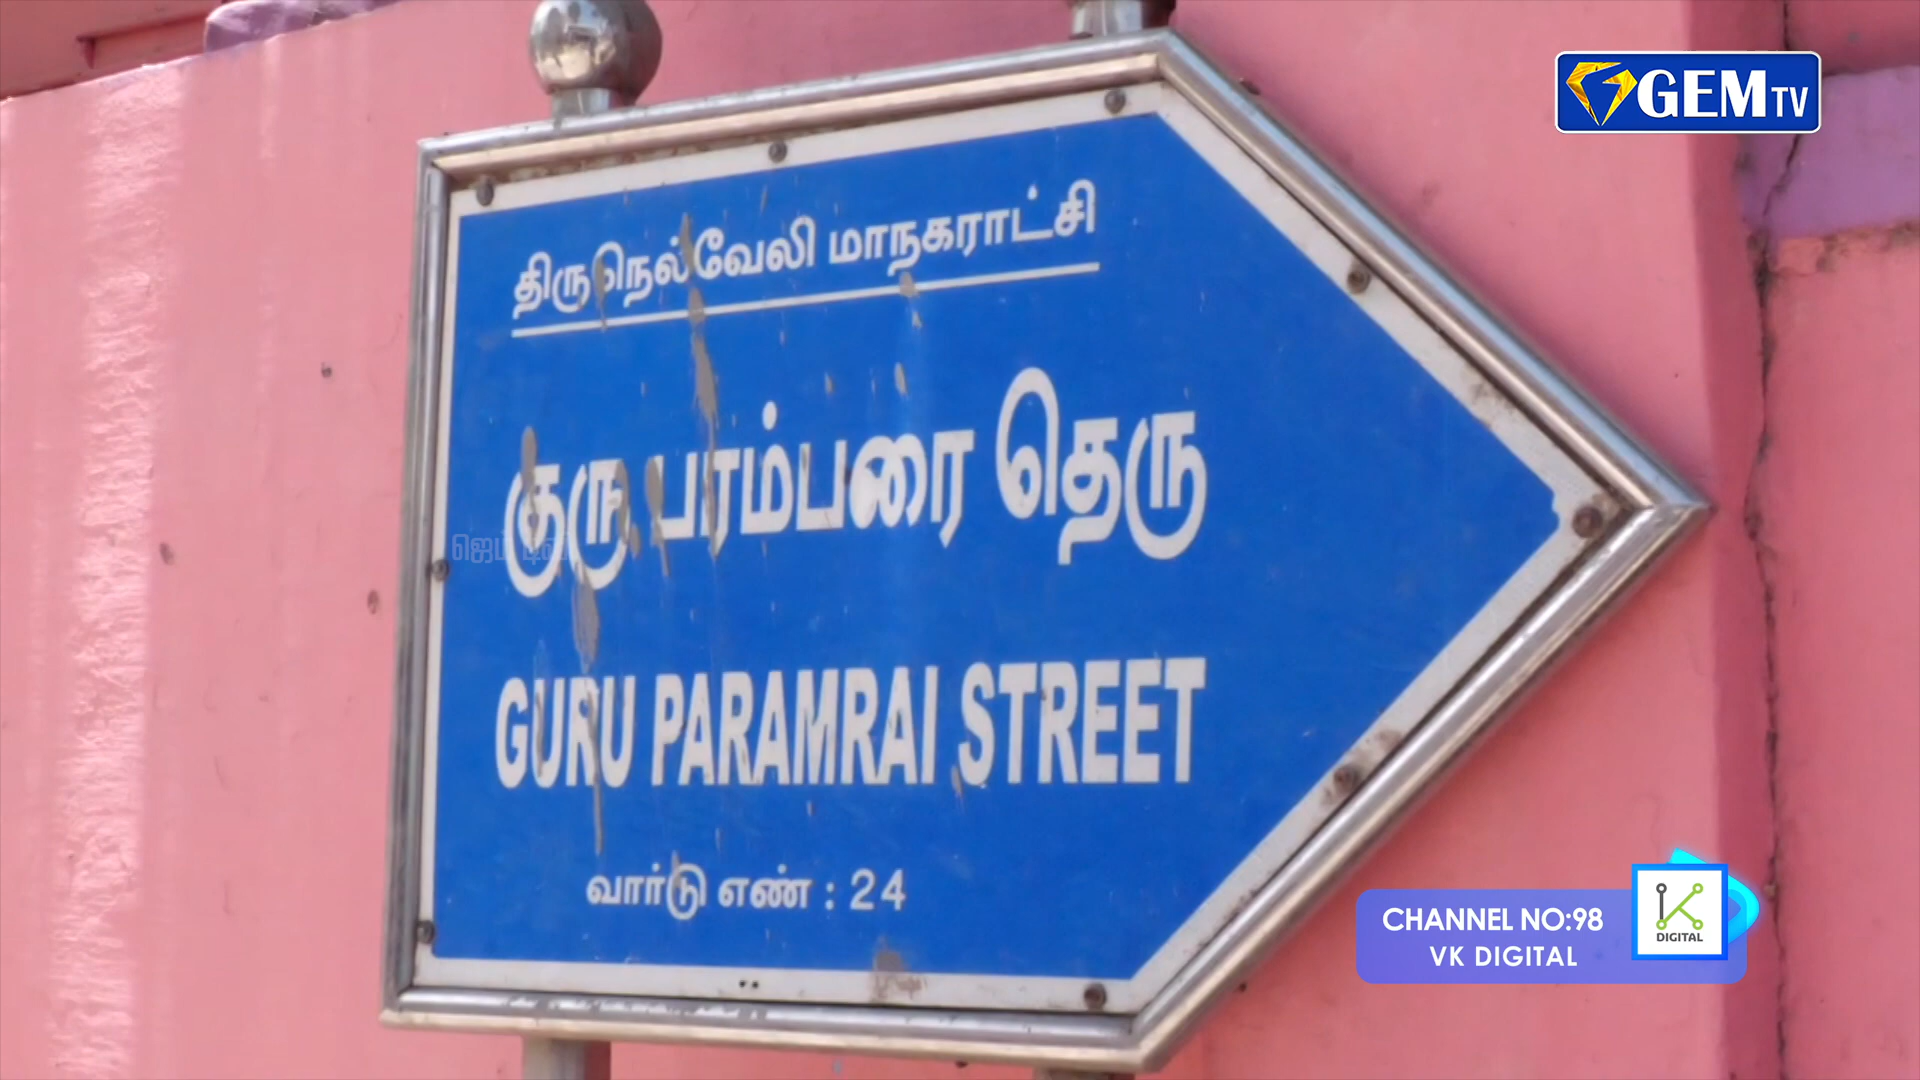 GEM TV
திருநெல்வேலி மாநகராட்சி
குரு பரம்பரை தெரு
ஜெம் டிவி
GURU PARAMRAI STREET
வார்டு எண் : 24
CHANNEL NO:98
VK DIGITAL
K
DIGITAL